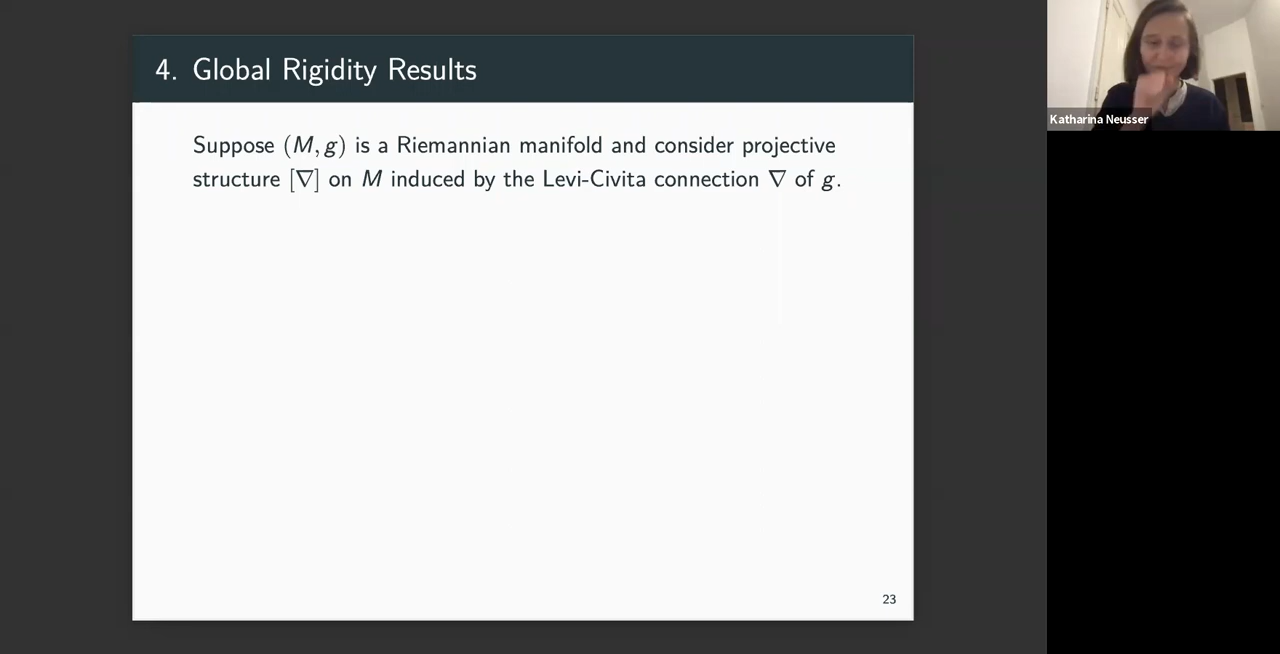 4. Global Rigidity Results
Suppose (M, g) is a Riemannian manifold and consider projective
structure [∇] on M induced by the Levi-Civita connection ∇ of g.
23
Katharina Neusser